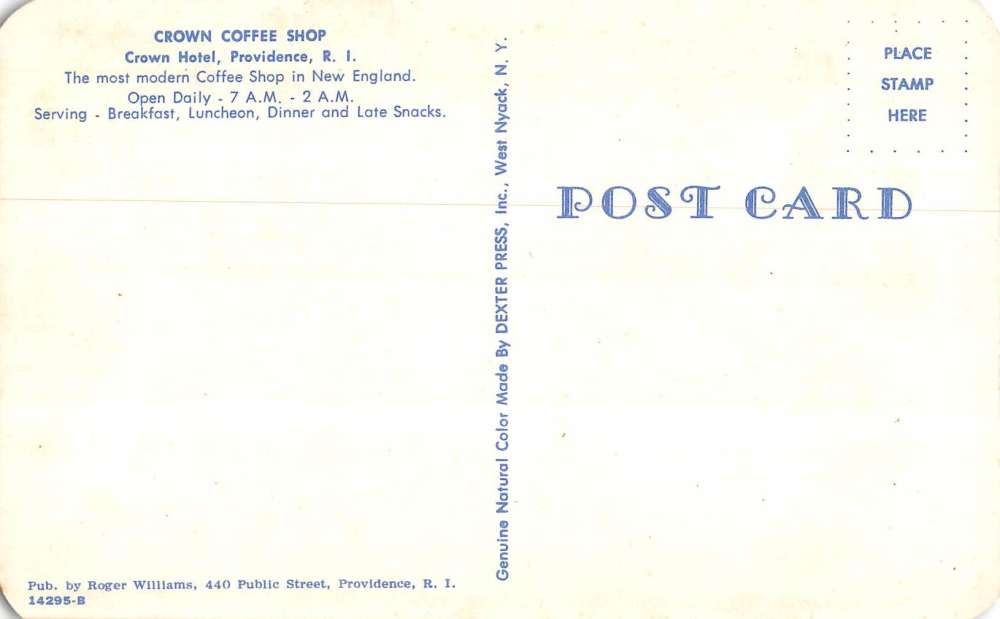 CROWN COFFEE SHOP
Crown Hotel, Providence, R. I.
The most modern Coffee Shop in New England.
Open Daily - 7 A.M. - 2 A.M.
Serving - Breakfast, Luncheon, Dinner and Late Snacks.
Pub. by Roger Williams, 440 Public Street, Providence, R. I.
14295-B
Genuine Natural Color Made By DEXTER PRESS, Inc., West Nyack, N. Y.
PLACE
STAMP
HERE
POST CARD